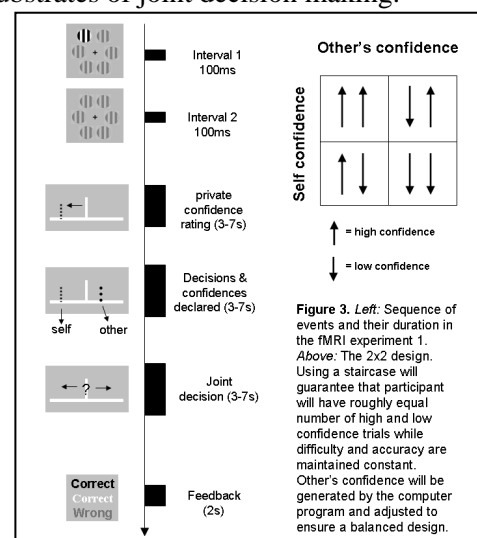 substrates of joint decision making.
Interval 1
100ms
Interval 2
100ms
private
confidence
rating (3-7s)
Decisions &
confidences
declared (3-7s)
self other
?
Joint
decision (3-7s)
Correct
Correct
Wrong
Feedback
(2s)
Other's confidence
Self confidence
= high confidence
= low confidence
Figure 3. Left: Sequence of
events and their duration in
the fMRI experiment 1.
Above: The 2x2 design.
Using a staircase will
guarantee that participant
will have roughly equal
number of high and low
confidence trials while
difficulty and accuracy are
maintained constant.
Other's confidence will be
generated by the computer
program and adjusted to
ensure a balanced design.